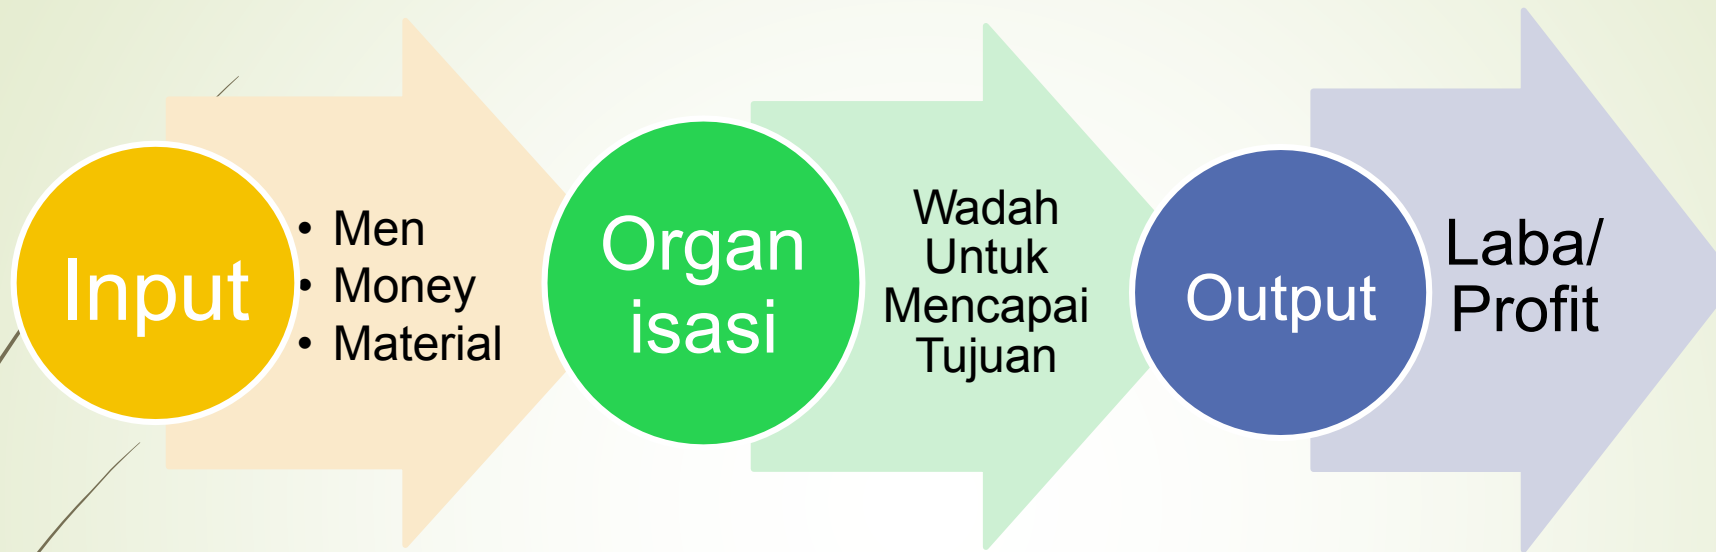 Input
• Men
• Money
• Material
Organ
isasi
Wadah
Untuk
Mencapai
Tujuan
Output
Laba/
Profit